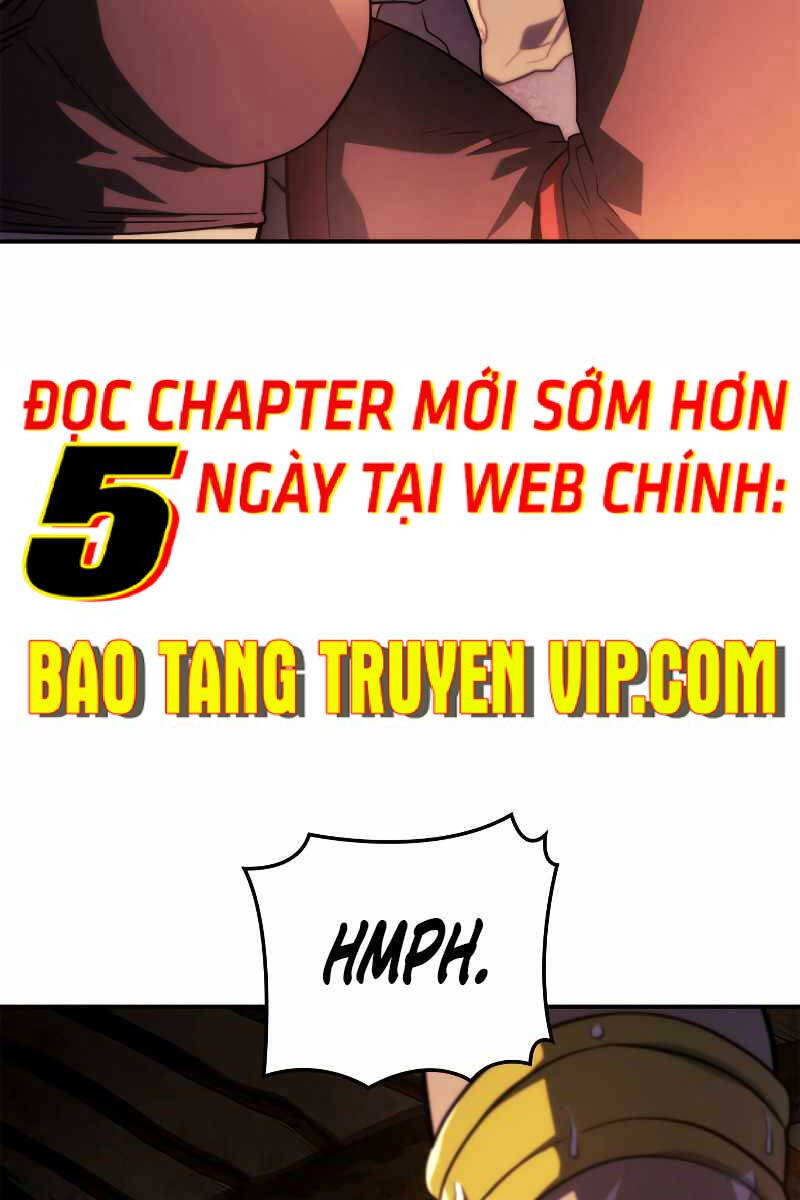 ĐỌC CHAPTER MỚI SỚM HƠN
5 NGÀY TẠI WEB CHÍNH:
BAO TANG TRUYEN VIP.COM
HMPH.